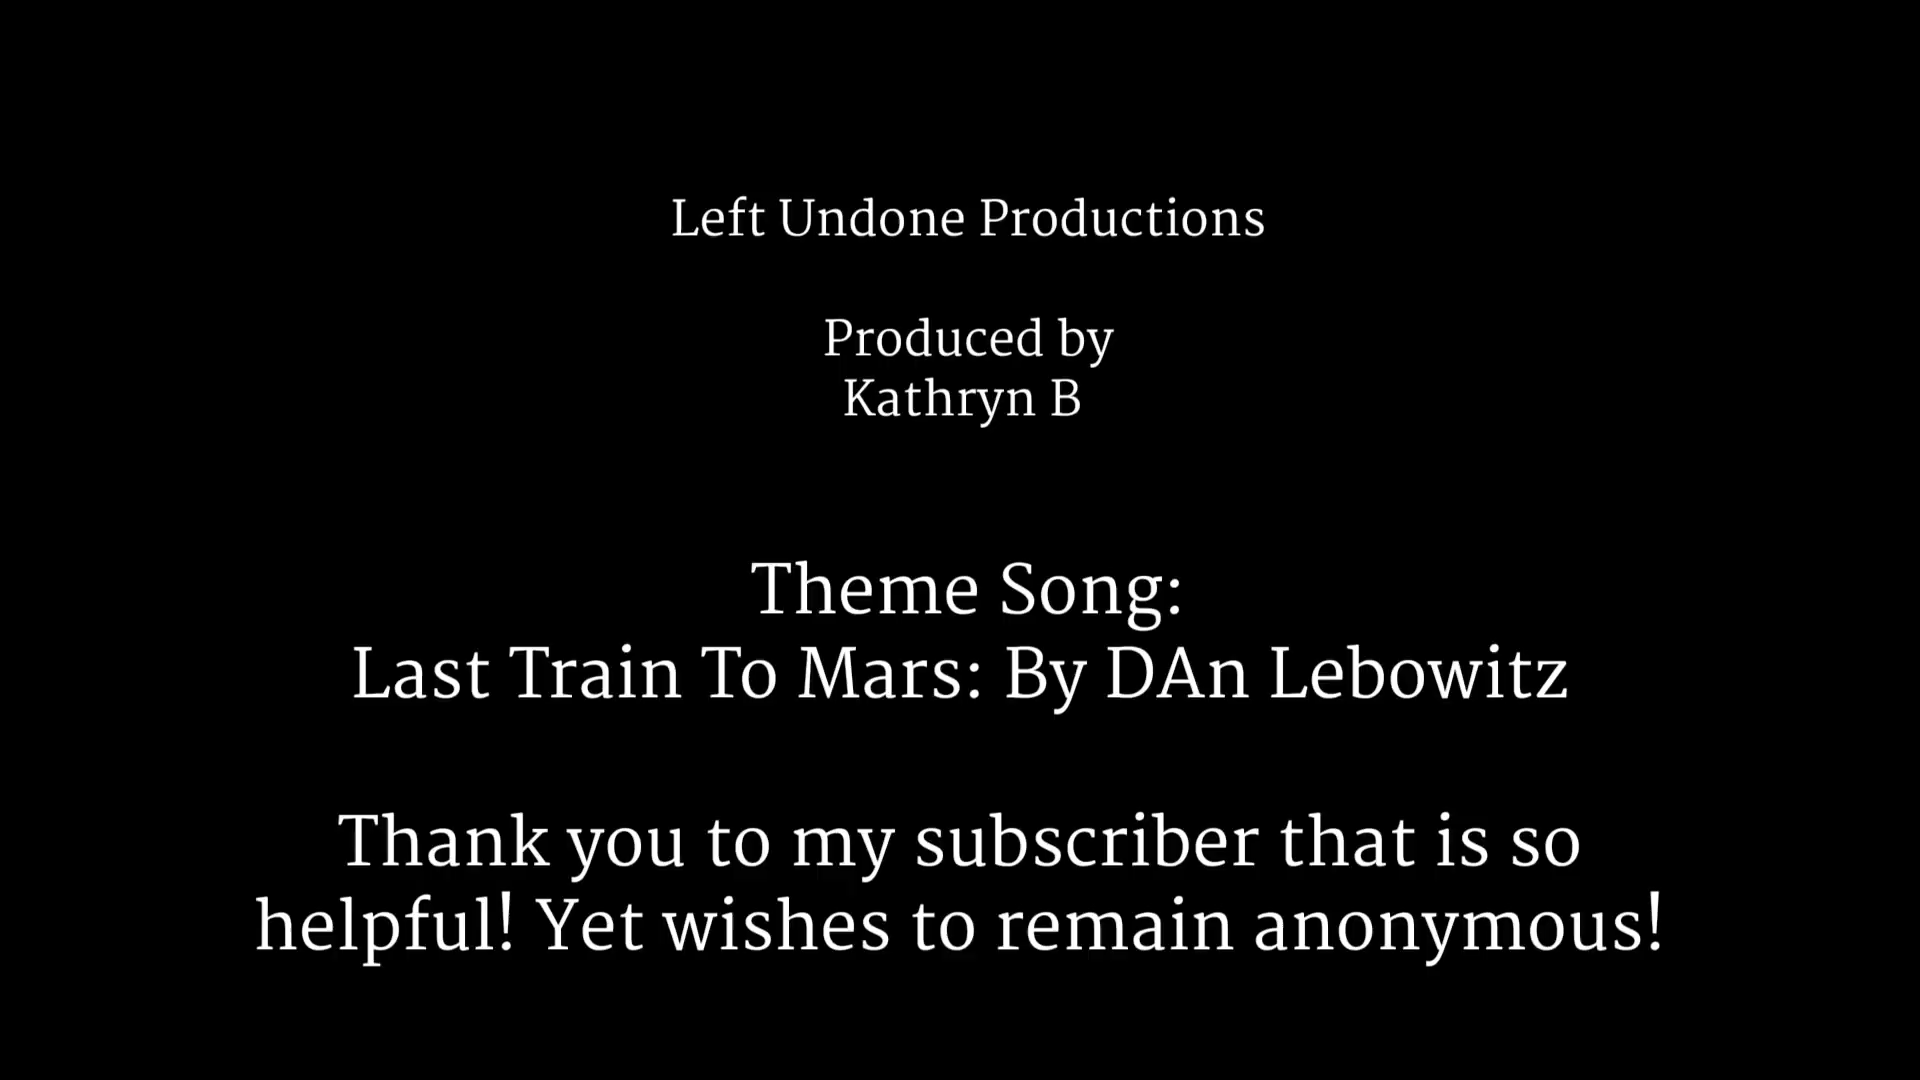 Left Undone Productions
Produced by
Kathryn B
Theme Song:
Last Train To Mars: By DAn Lebowitz
Thank you to my subscriber that is so
helpful! Yet wishes to remain anonymous!